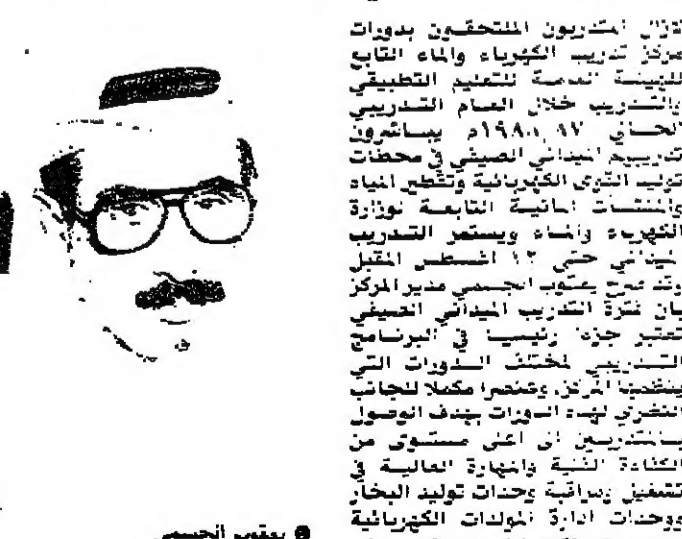 لازال المتدربون الملتحقون بدورات
مركز تدريب الكهرباء والماء التابع
للهيئة العامة للتعليم التطبيقي
والتدريب خلال العام التدريبي
الحالي يباشرون
تدريبهم الميداني الصيفي في محطات
توليد القوى الكهربائية وتقطير المياه
والمنشآت المائية التابعة لوزارة
الكهرباء والماء ويستمر التدريب
الميداني حتى ١٢ اغسطس المقبل
وقد صرح يعقوب الجسمي مدير المركز
بان فترة التدريب الميداني الصيفي
تعتبر جزءا رئيسيا في البرنامج
التدريبي لمختلف الدورات التي
ينظمها المركز، وعنصرا مكملا للجانب
النظري لهذه الدورات بهدف الوصول
بالمتدربين الى اعلى مستوى من
الكفاءة الفنية والمهارة العالية في
تشغيل ومراقبة وحدات توليد البخار
ووحدات ادارة المولدات الكهربائية
● يعقوب الجسمي